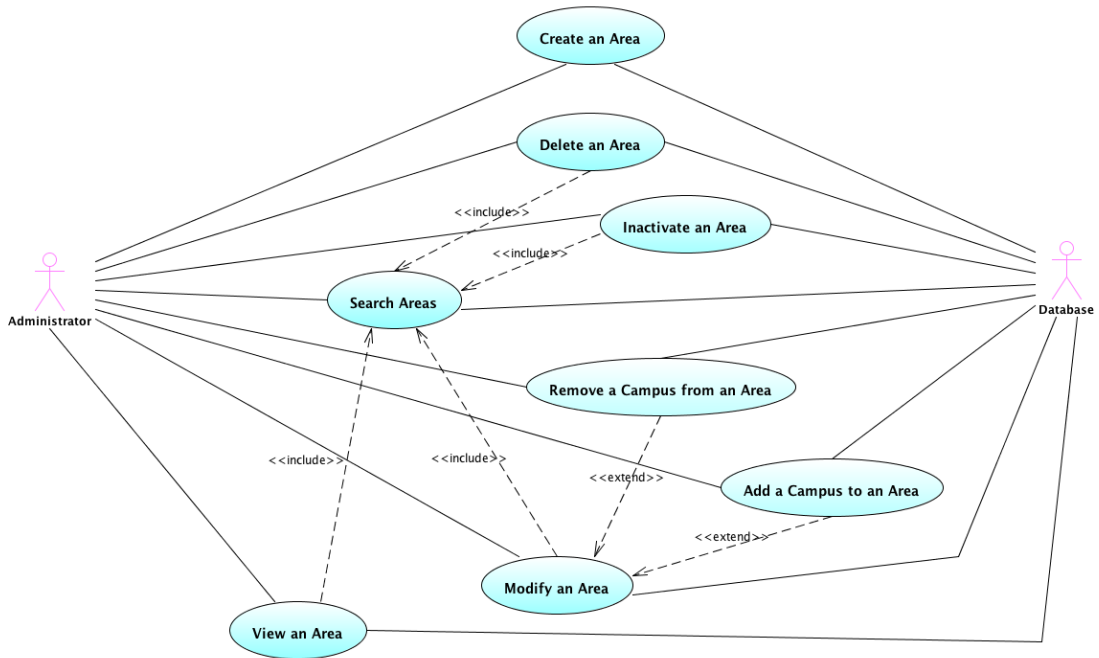 Create an Area
Delete an Area
<<include>>
Inactivate an Area
<<include>>
Search Areas
Administrator
Database
Remove a Campus from an Area
<<include>>
<<include>>
<<extend>>
Add a Campus to an Area
<<extend>>
Modify an Area
View an Area